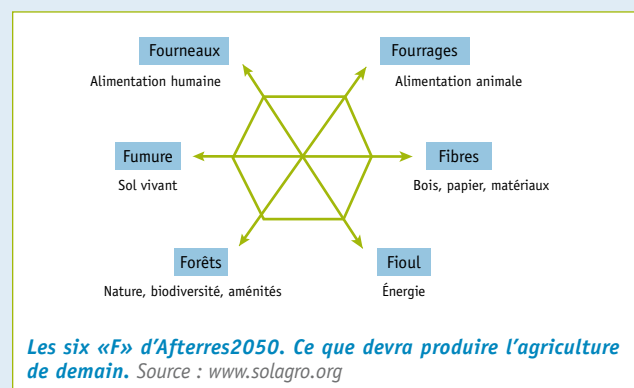 Fourneaux
Fourrages
Alimentation humaine
Alimentation animale
Fumure
Fibres
Sol vivant
Bois, papier, matériaux
Forêts
Fioul
Nature, biodiversité, aménités
Énergie
Les six «F» d’Afterres2050. Ce que devra produire l’agriculture
de demain. Source : www.solagro.org